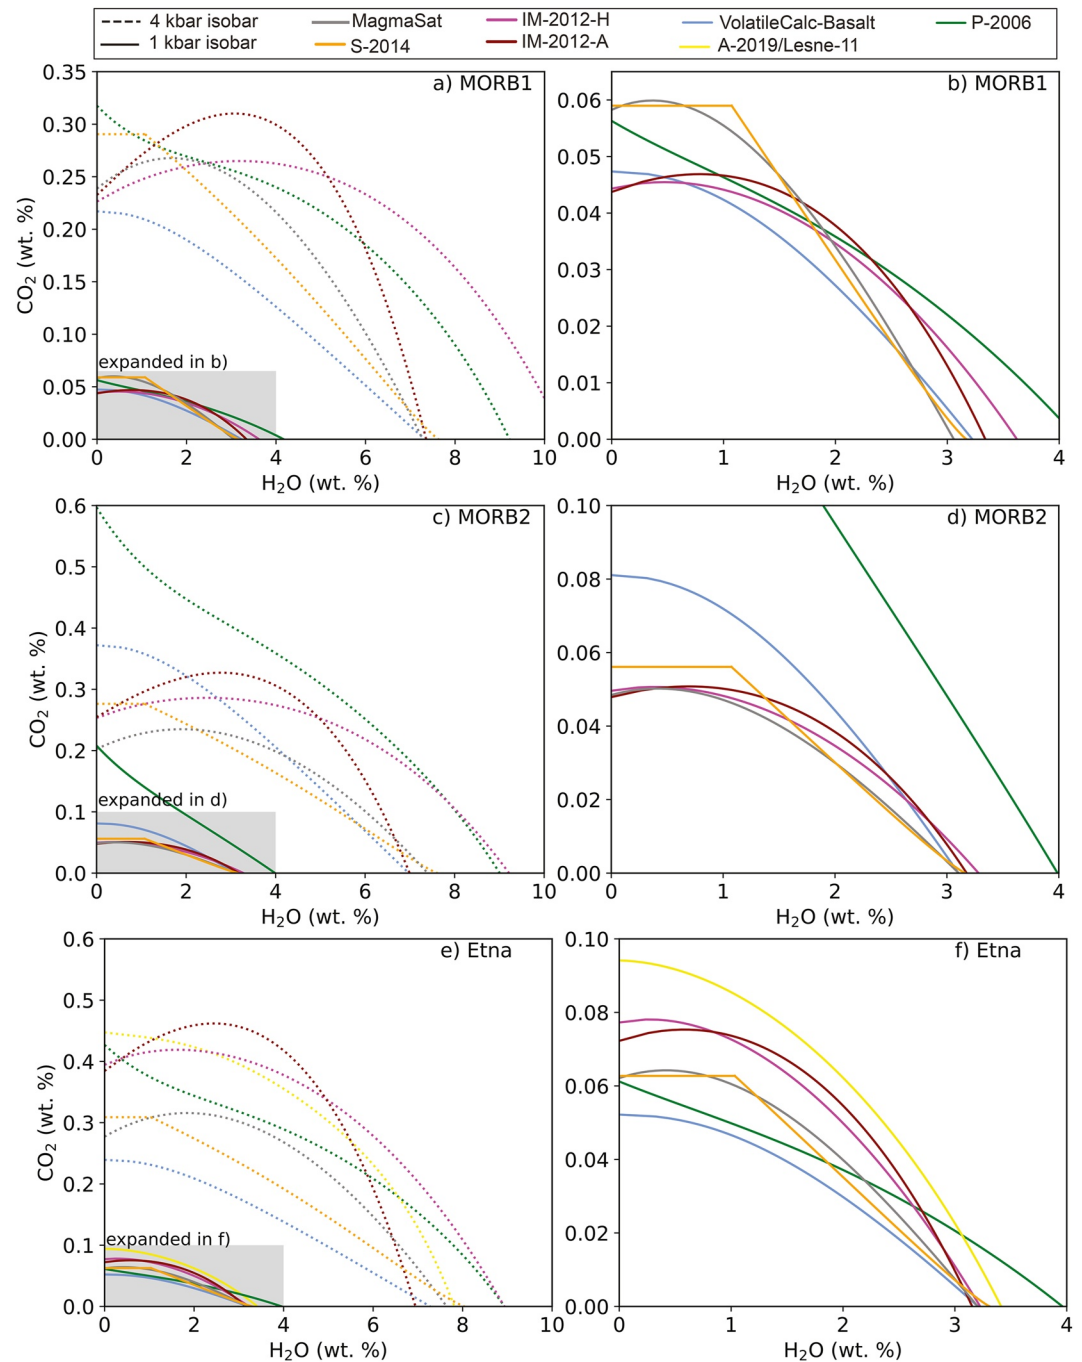 4 kbar isobar MagmaSat IM-2012-H VolatileCalc-Basalt P-2006
1 kbar isobar S-2014 IM-2012-A A-2019/Lesne-11
a) MORB1
0.35
0.30
0.25
0.20
0.15
0.10
0.05
0.00
CO₂ (wt. %)
expanded in b)
0 2 4 6 8 10
H₂O (wt. %)
b) MORB1
0.06
0.05
0.04
0.03
0.02
0.01
0.00
0 1 2 3 4
H₂O (wt. %)
c) MORB2
0.6
0.5
0.4
0.3
0.2
0.1
0.0
CO₂ (wt. %)
expanded in d)
0 2 4 6 8 10
H₂O (wt. %)
d) MORB2
0.10
0.08
0.06
0.04
0.02
0.00
0 1 2 3 4
H₂O (wt. %)
e) Etna
0.6
0.5
0.4
0.3
0.2
0.1
0.0
CO₂ (wt. %)
expanded in f)
0 2 4 6 8 10
H₂O (wt. %)
f) Etna
0.10
0.08
0.06
0.04
0.02
0.00
0 1 2 3 4
H₂O (wt. %)